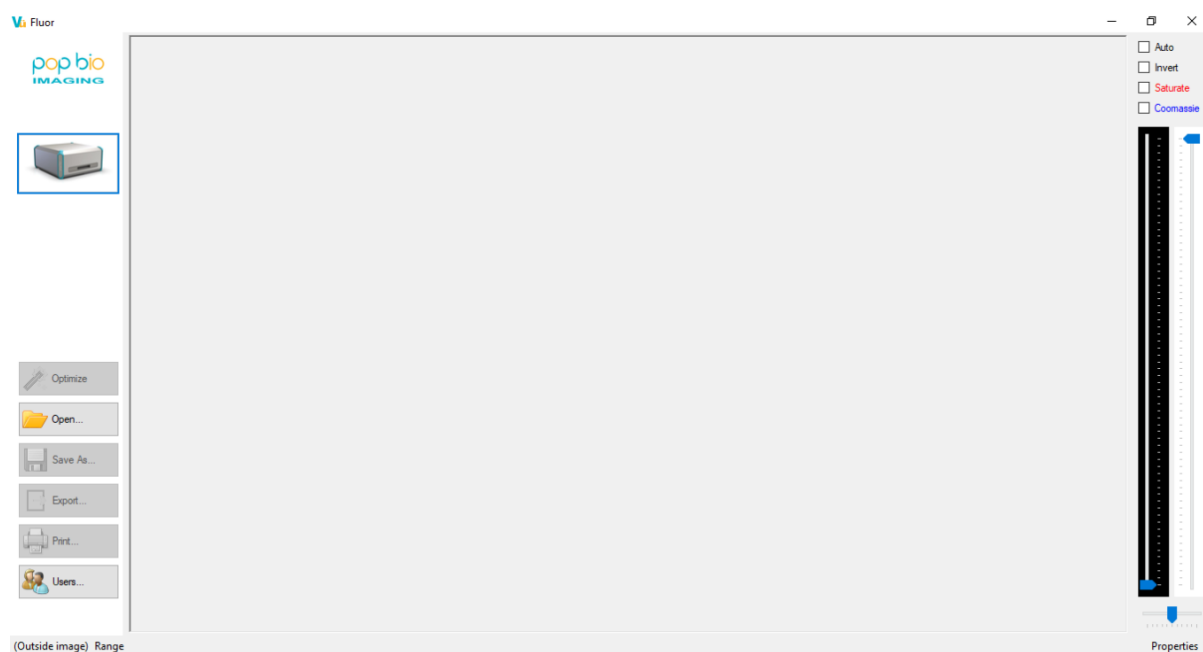 Fluor
pop bio
IMAGING
Auto
Invert
Saturate
Coomassie
Optimize
Open...
Save As...
Export...
Print...
Users...
(Outside image) Range
Properties